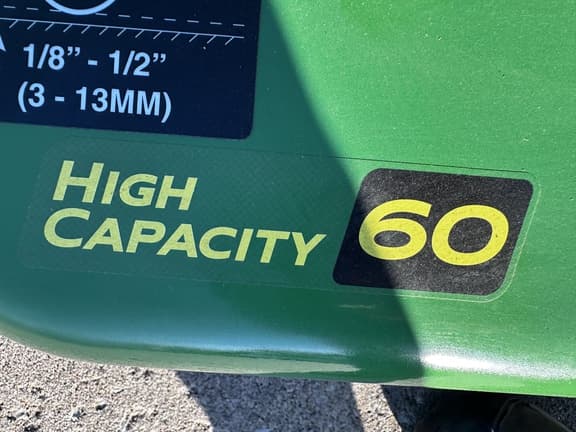 1/8” - 1/2”
(3 - 13MM)
HIGH
CAPACITY
60